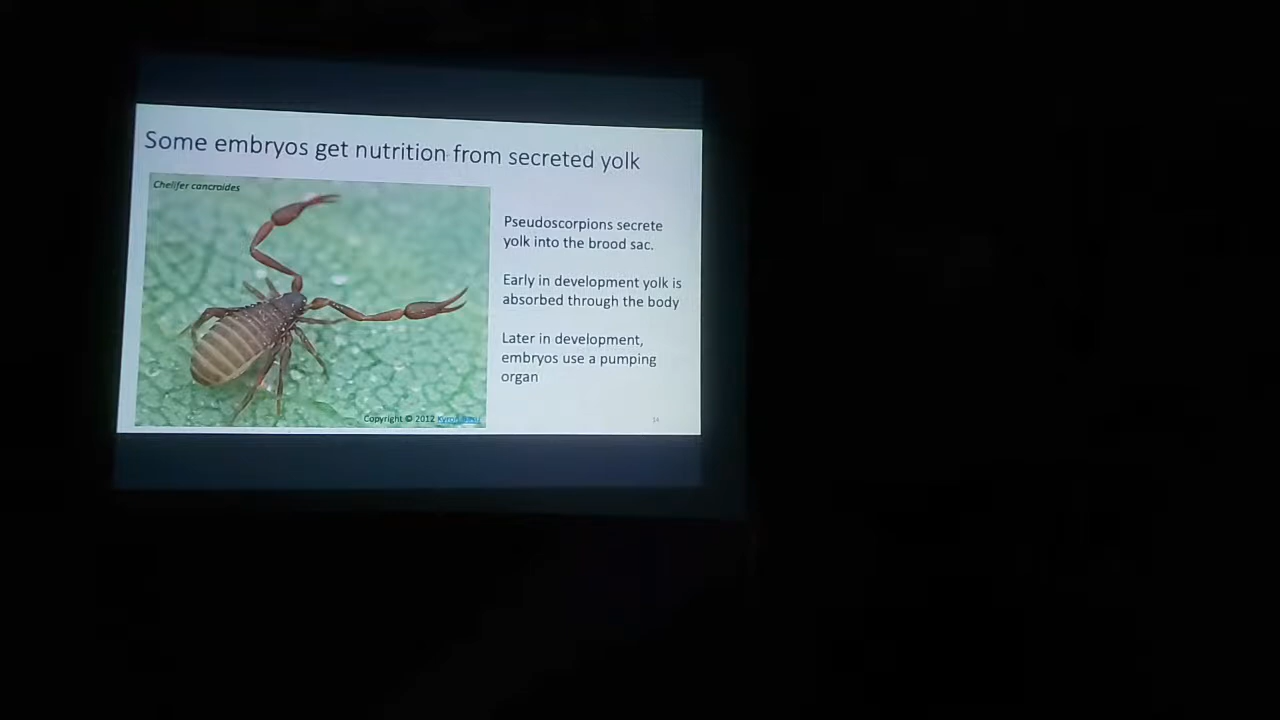 Some embryos get nutrition from secreted yolk
Chelifer cancroides
Pseudoscorpions secrete
yolk into the brood sac.
Early in development yolk is
absorbed through the body
Later in development,
embryos use a pumping
organ
Copyright © 2012
14